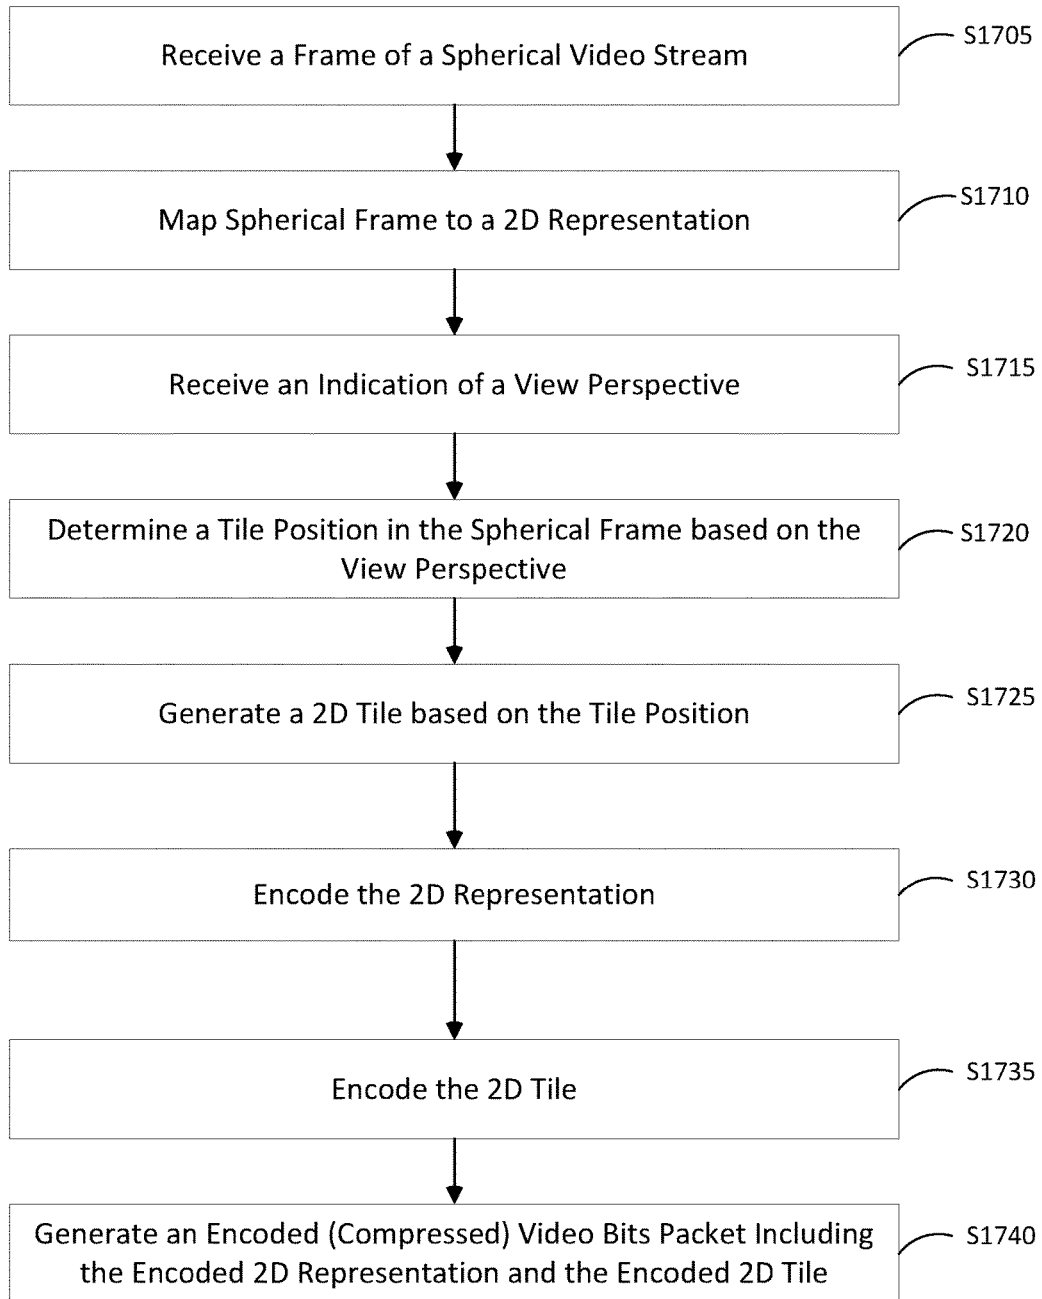 Receive a Frame of a Spherical Video Stream
S1705
Map Spherical Frame to a 2D Representation
S1710
Receive an Indication of a View Perspective
S1715
Determine a Tile Position in the Spherical Frame based on the
View Perspective
S1720
Generate a 2D Tile based on the Tile Position
S1725
Encode the 2D Representation
S1730
Encode the 2D Tile
S1735
Generate an Encoded (Compressed) Video Bits Packet Including
the Encoded 2D Representation and the Encoded 2D Tile
S1740